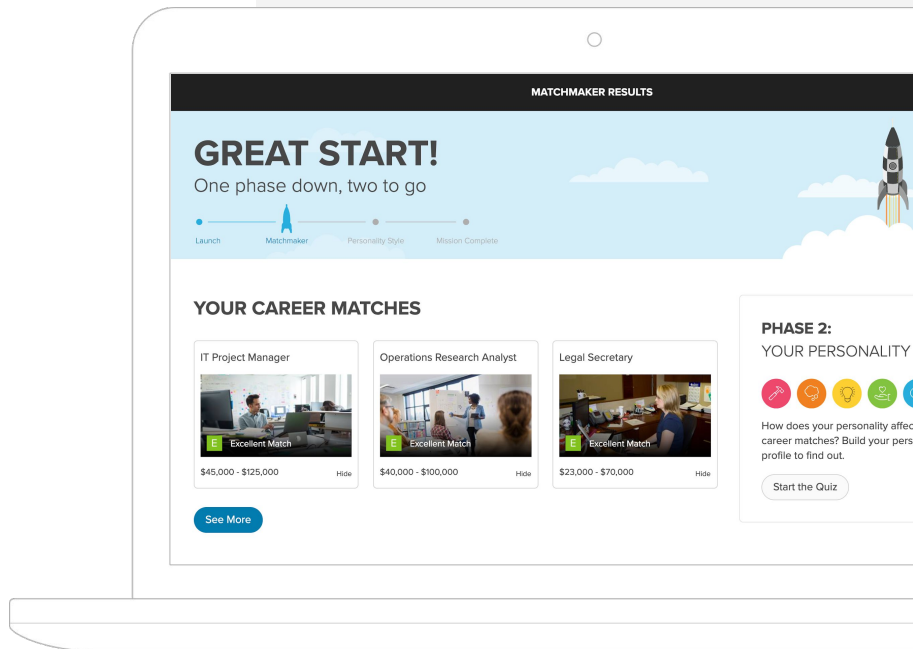 MATCHMAKER RESULTS
GREAT START!
One phase down, two to go
Launch
Matchmaker
Personality Style
Mission Complete
YOUR CAREER MATCHES
IT Project Manager
E Excellent Match
$45,000 - $125,000
Hide
Operations Research Analyst
E Excellent Match
$40,000 - $100,000
Hide
Legal Secretary
E Excellent Match
$23,000 - $70,000
Hide
See More
PHASE 2:
YOUR PERSONALITY
How does your personality affec
career matches? Build your pers
profile to find out.
Start the Quiz